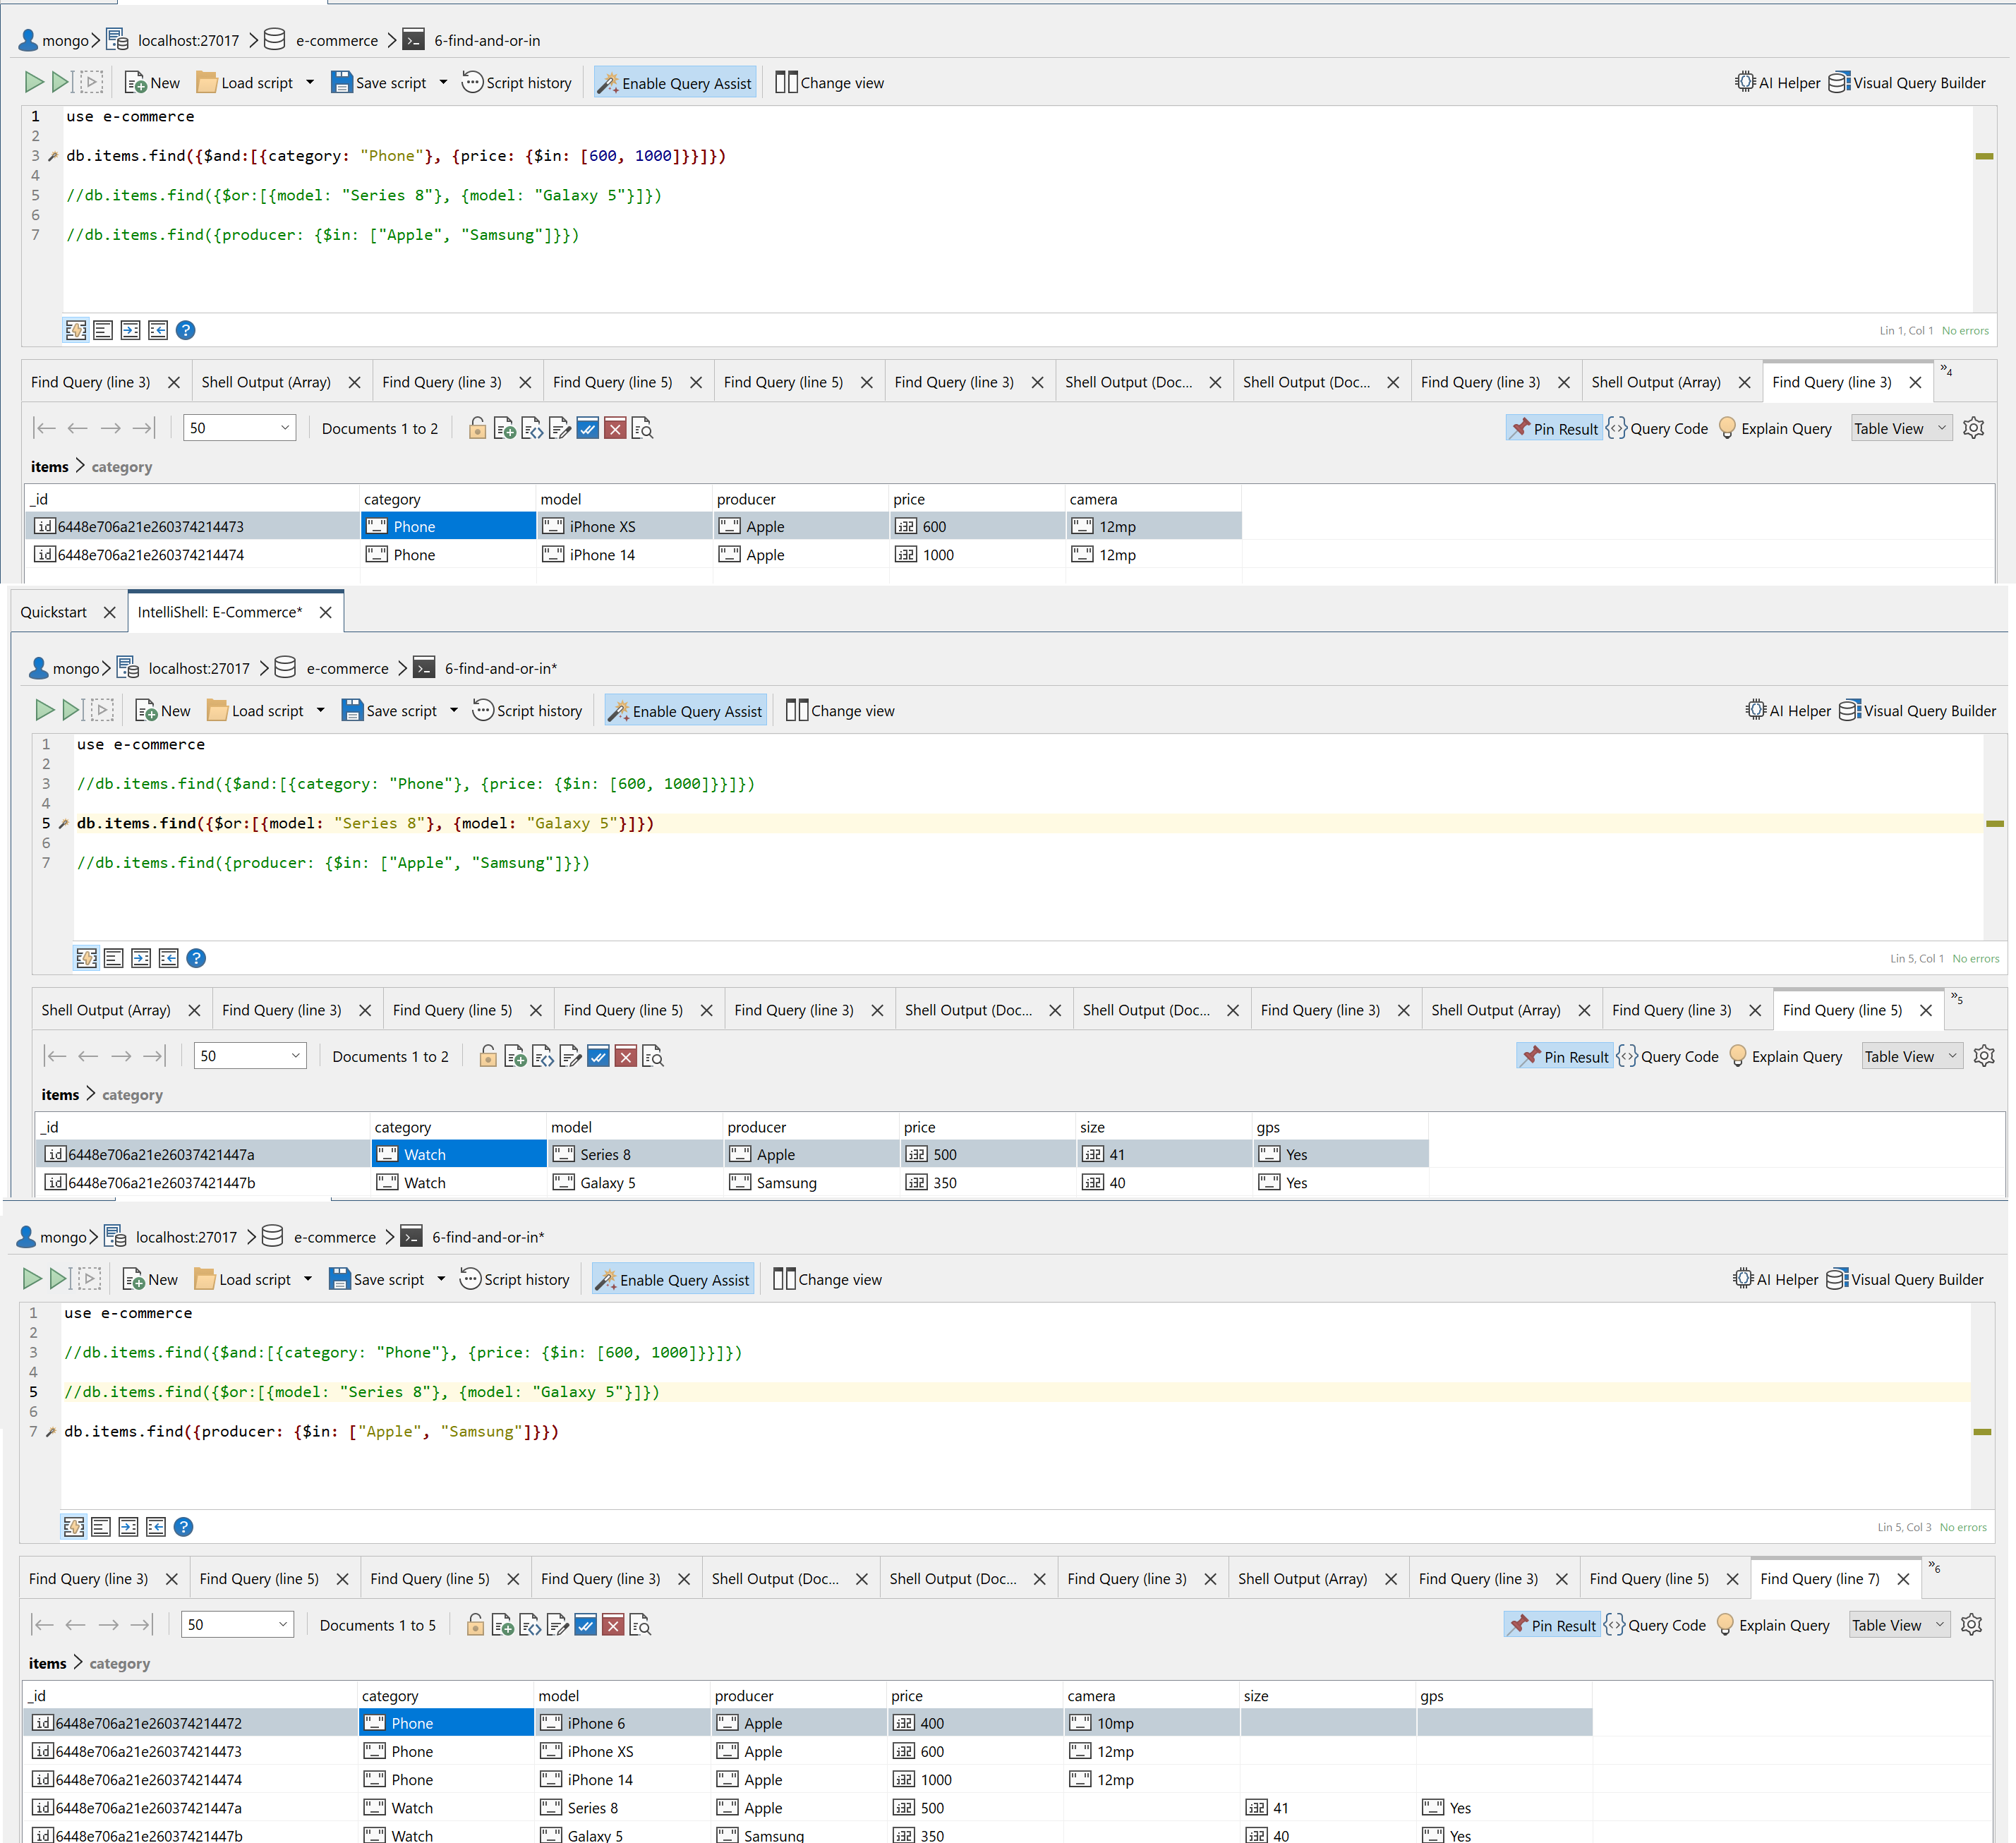 mongo localhost:27017 e-commerce 6-find-and-or-in
New Load script Save script Script history Enable Query Assist Change view AI Helper Visual Query Builder
1 use e-commerce
2
3 db.items.find({$and:[{category: "Phone"}, {price: {$in: [600, 1000]}}]})
4
5 //db.items.find({$or:[{model: "Series 8"}, {model: "Galaxy 5"}]})
6
7 //db.items.find({producer: {$in: ["Apple", "Samsung"]}})
Lin 1, Col 1 No errors
Find Query (line 3) Shell Output (Array) Find Query (line 3) Find Query (line 5) Find Query (line 5) Find Query (line 3) Shell Output (Doc... Shell Output (Doc... Find Query (line 3) Shell Output (Array) Find Query (line 3) »4
50 Documents 1 to 2 Pin Result Query Code Explain Query Table View
items > category
_id category model producer price camera
6448e706a21e260374214473 Phone iPhone XS Apple 600 12mp
6448e706a21e260374214474 Phone iPhone 14 Apple 1000 12mp
Quickstart IntelliShell: E-Commerce*
mongo localhost:27017 e-commerce 6-find-and-or-in*
New Load script Save script Script history Enable Query Assist Change view AI Helper Visual Query Builder
1 use e-commerce
2
3 //db.items.find({$and:[{category: "Phone"}, {price: {$in: [600, 1000]}}]})
4
5 db.items.find({$or:[{model: "Series 8"}, {model: "Galaxy 5"}]})
6
7 //db.items.find({producer: {$in: ["Apple", "Samsung"]}})
Lin 5, Col 1 No errors
Shell Output (Array) Find Query (line 3) Find Query (line 5) Find Query (line 5) Find Query (line 3) Shell Output (Doc... Shell Output (Doc... Find Query (line 3) Shell Output (Array) Find Query (line 3) Find Query (line 5) »5
50 Documents 1 to 2 Pin Result Query Code Explain Query Table View
items > category
_id category model producer price size gps
6448e706a21e26037421447a Watch Series 8 Apple 500 41 Yes
6448e706a21e26037421447b Watch Galaxy 5 Samsung 350 40 Yes
mongo localhost:27017 e-commerce 6-find-and-or-in*
New Load script Save script Script history Enable Query Assist Change view AI Helper Visual Query Builder
1 use e-commerce
2
3 //db.items.find({$and:[{category: "Phone"}, {price: {$in: [600, 1000]}}]})
4
5 //db.items.find({$or:[{model: "Series 8"}, {model: "Galaxy 5"}]})
6
7 db.items.find({producer: {$in: ["Apple", "Samsung"]}})
Lin 5, Col 3 No errors
Find Query (line 3) Find Query (line 5) Find Query (line 5) Find Query (line 3) Shell Output (Doc... Shell Output (Doc... Find Query (line 3) Shell Output (Array) Find Query (line 3) Find Query (line 5) Find Query (line 7) »6
50 Documents 1 to 5 Pin Result Query Code Explain Query Table View
items > category
_id category model producer price camera size gps
6448e706a21e260374214472 Phone iPhone 6 Apple 400 10mp
6448e706a21e260374214473 Phone iPhone XS Apple 600 12mp
6448e706a21e260374214474 Phone iPhone 14 Apple 1000 12mp
6448e706a21e26037421447a Watch Series 8 Apple 500 41 Yes
6448e706a21e26037421447b Watch Galaxy 5 Samsung 350 40 Yes